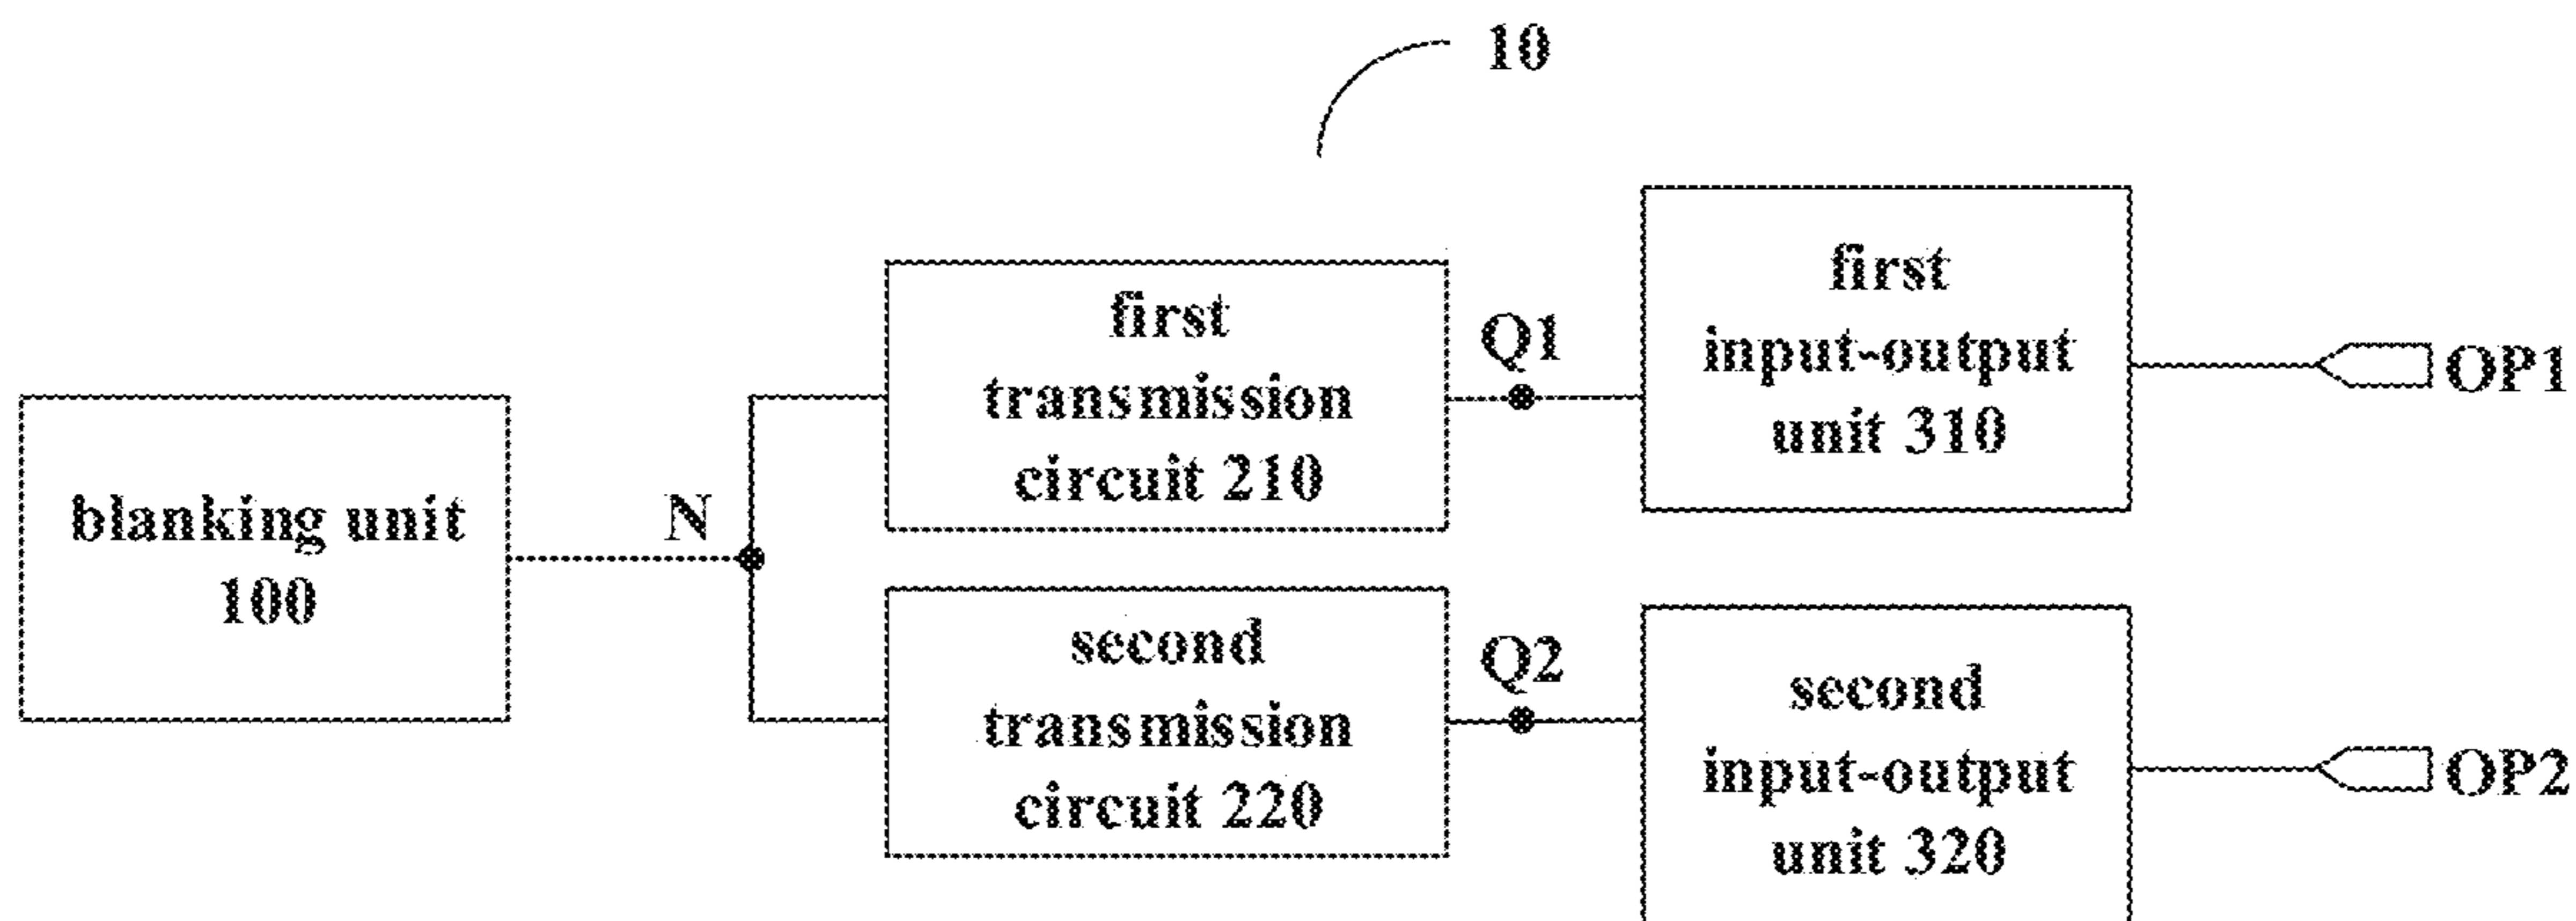 10
first
transmission
circuit 210
Q1
first
input-output
unit 310
OP1
blanking unit
100
N
second
transmission
circuit 220
Q2
second
input-output
unit 320
OP2